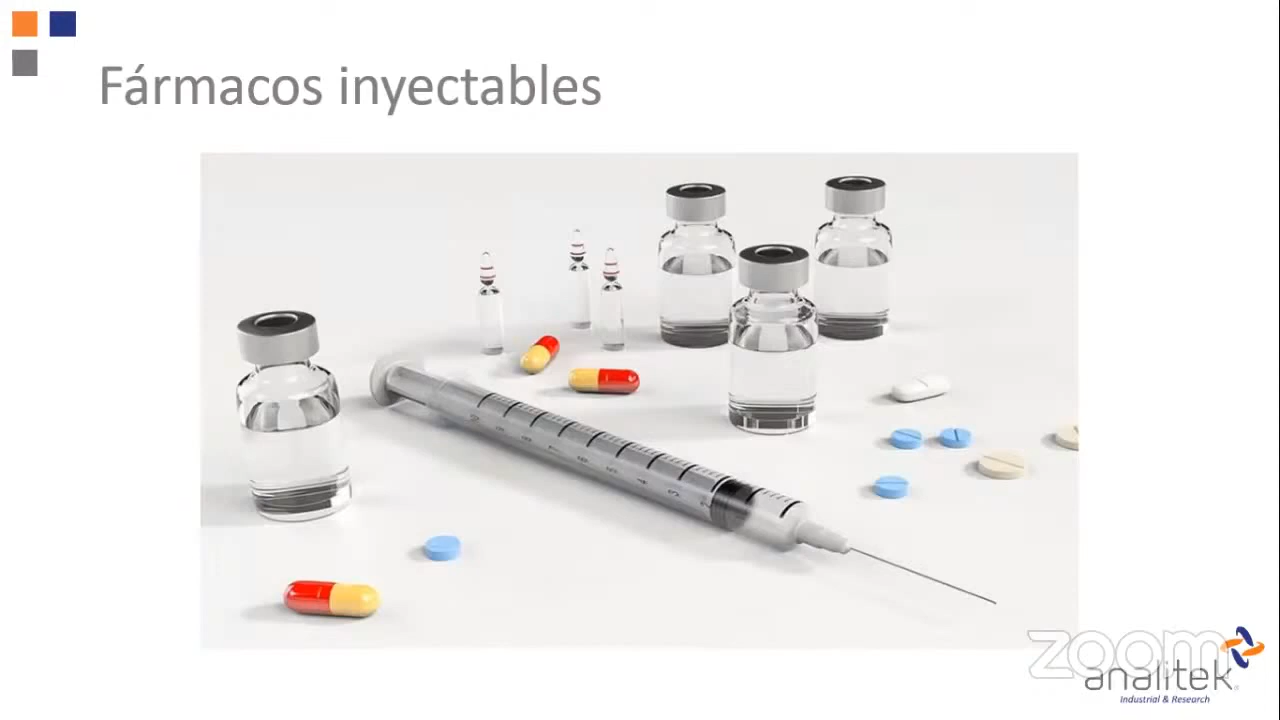 Fármacos inyectables
zoom
analitek
Industrial & Research